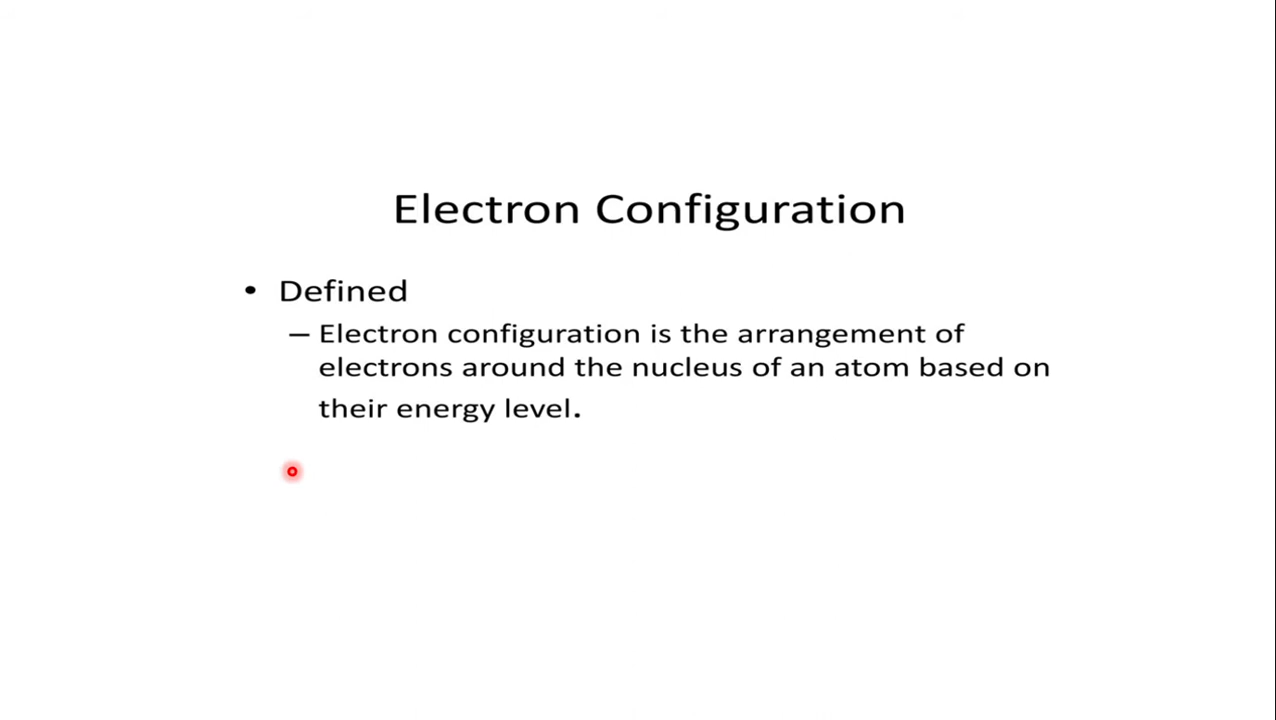 Electron Configuration
• Defined
– Electron configuration is the arrangement of
electrons around the nucleus of an atom based on
their energy level.